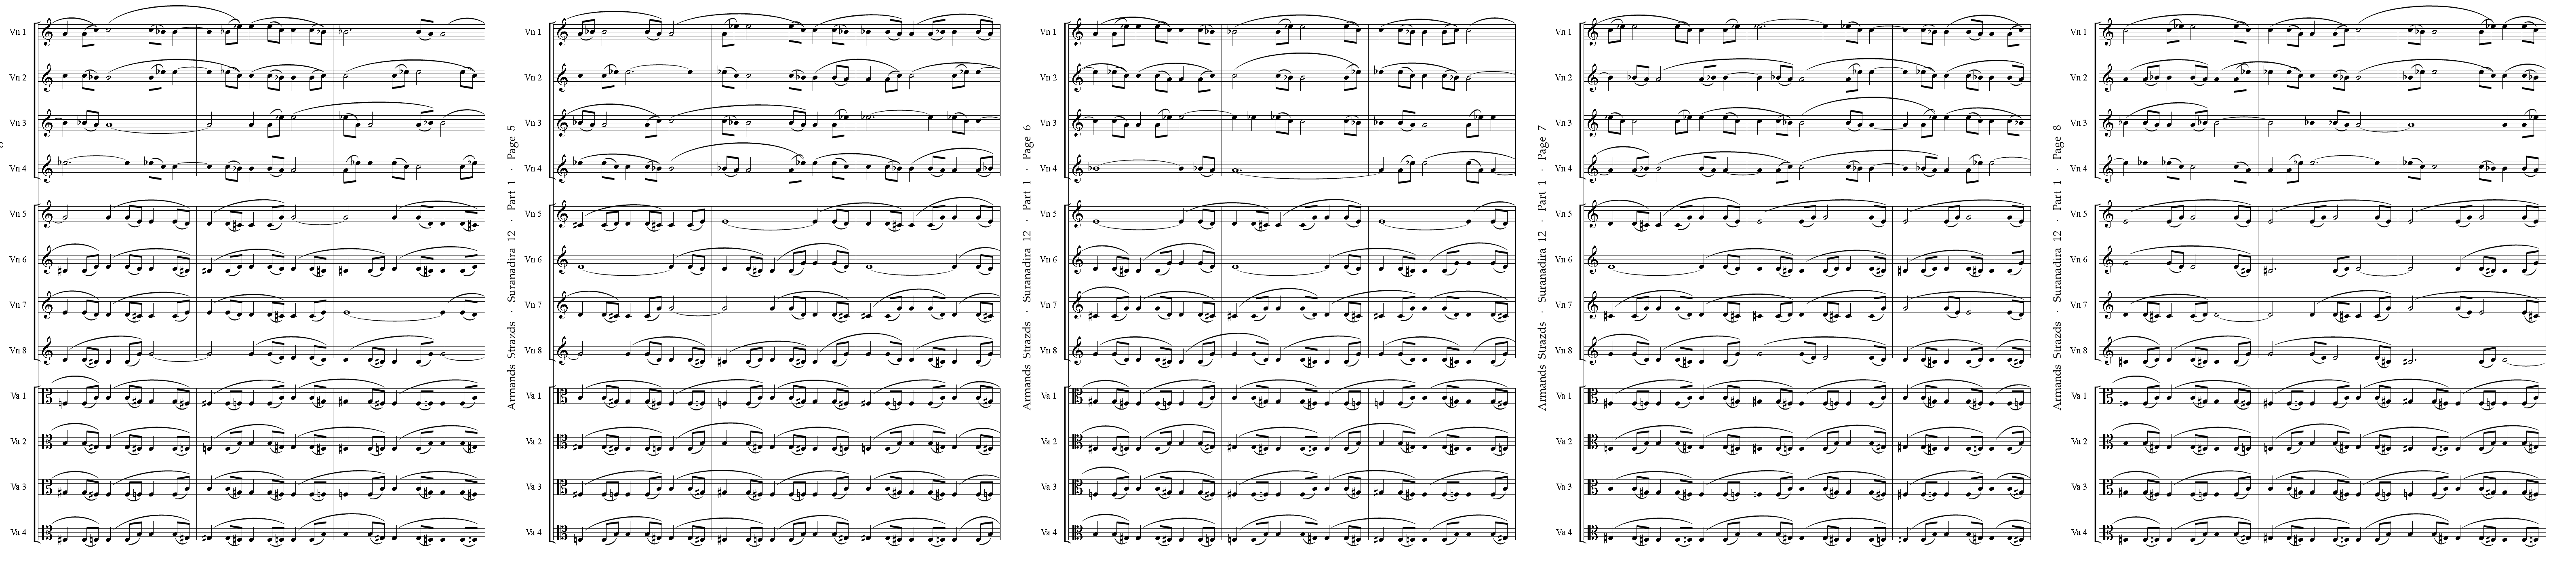 Vn 1
Vn 2
Vn 3
Vn 4
Vn 5
Vn 6
Vn 7
Vn 8
Va 1
Va 2
Va 3
Va 4
Armands Strazds · Suranadira 12 · Part 1 · Page 5
Vn 1
Vn 2
Vn 3
Vn 4
Vn 5
Vn 6
Vn 7
Vn 8
Va 1
Va 2
Va 3
Va 4
Armands Strazds · Suranadira 12 · Part 1 · Page 6
Vn 1
Vn 2
Vn 3
Vn 4
Vn 5
Vn 6
Vn 7
Vn 8
Va 1
Va 2
Va 3
Va 4
Armands Strazds · Suranadira 12 · Part 1 · Page 7
Vn 1
Vn 2
Vn 3
Vn 4
Vn 5
Vn 6
Vn 7
Vn 8
Va 1
Va 2
Va 3
Va 4
Armands Strazds · Suranadira 12 · Part 1 · Page 8
Vn 1
Vn 2
Vn 3
Vn 4
Vn 5
Vn 6
Vn 7
Vn 8
Va 1
Va 2
Va 3
Va 4